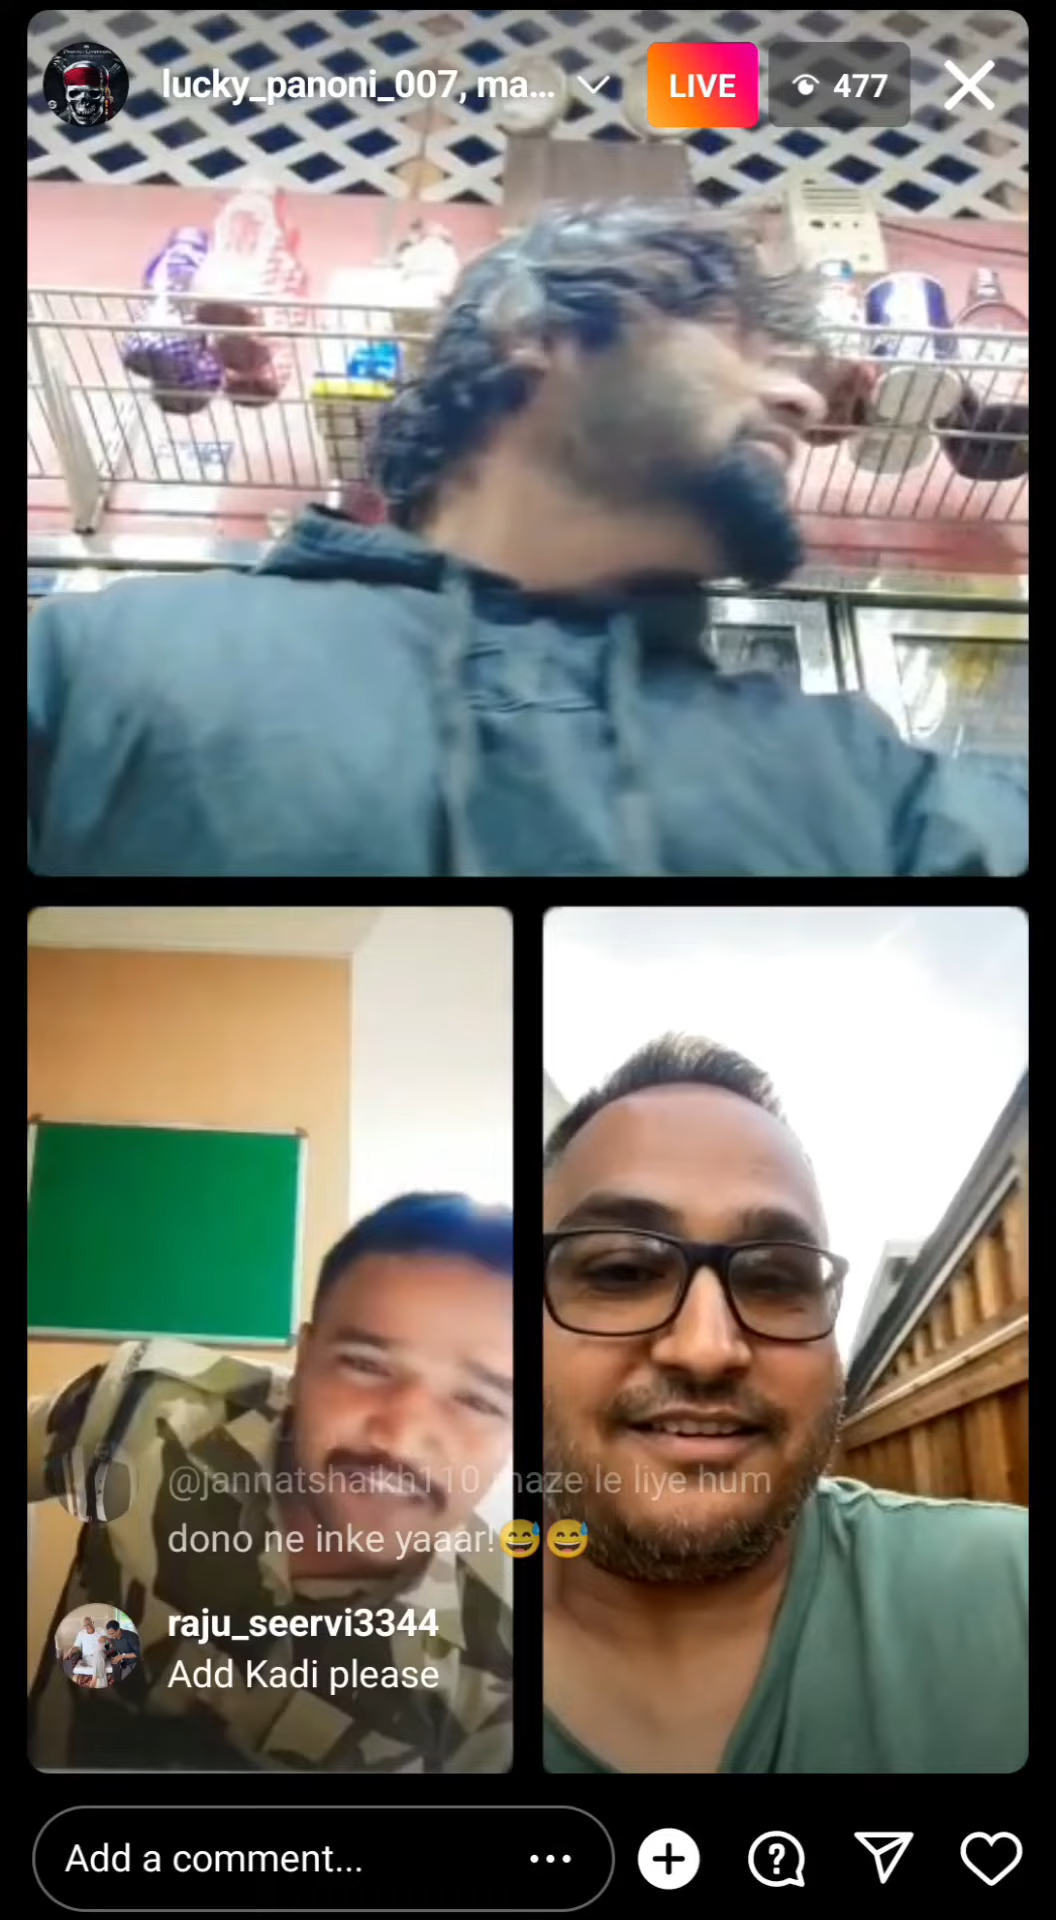 lucky_panoni_007, ma...
LIVE
477
@jannatshaikh110 maze le liye hum
dono ne inke yaaar!😅😅
raju_seervi3344
Add Kadi please
Add a comment...